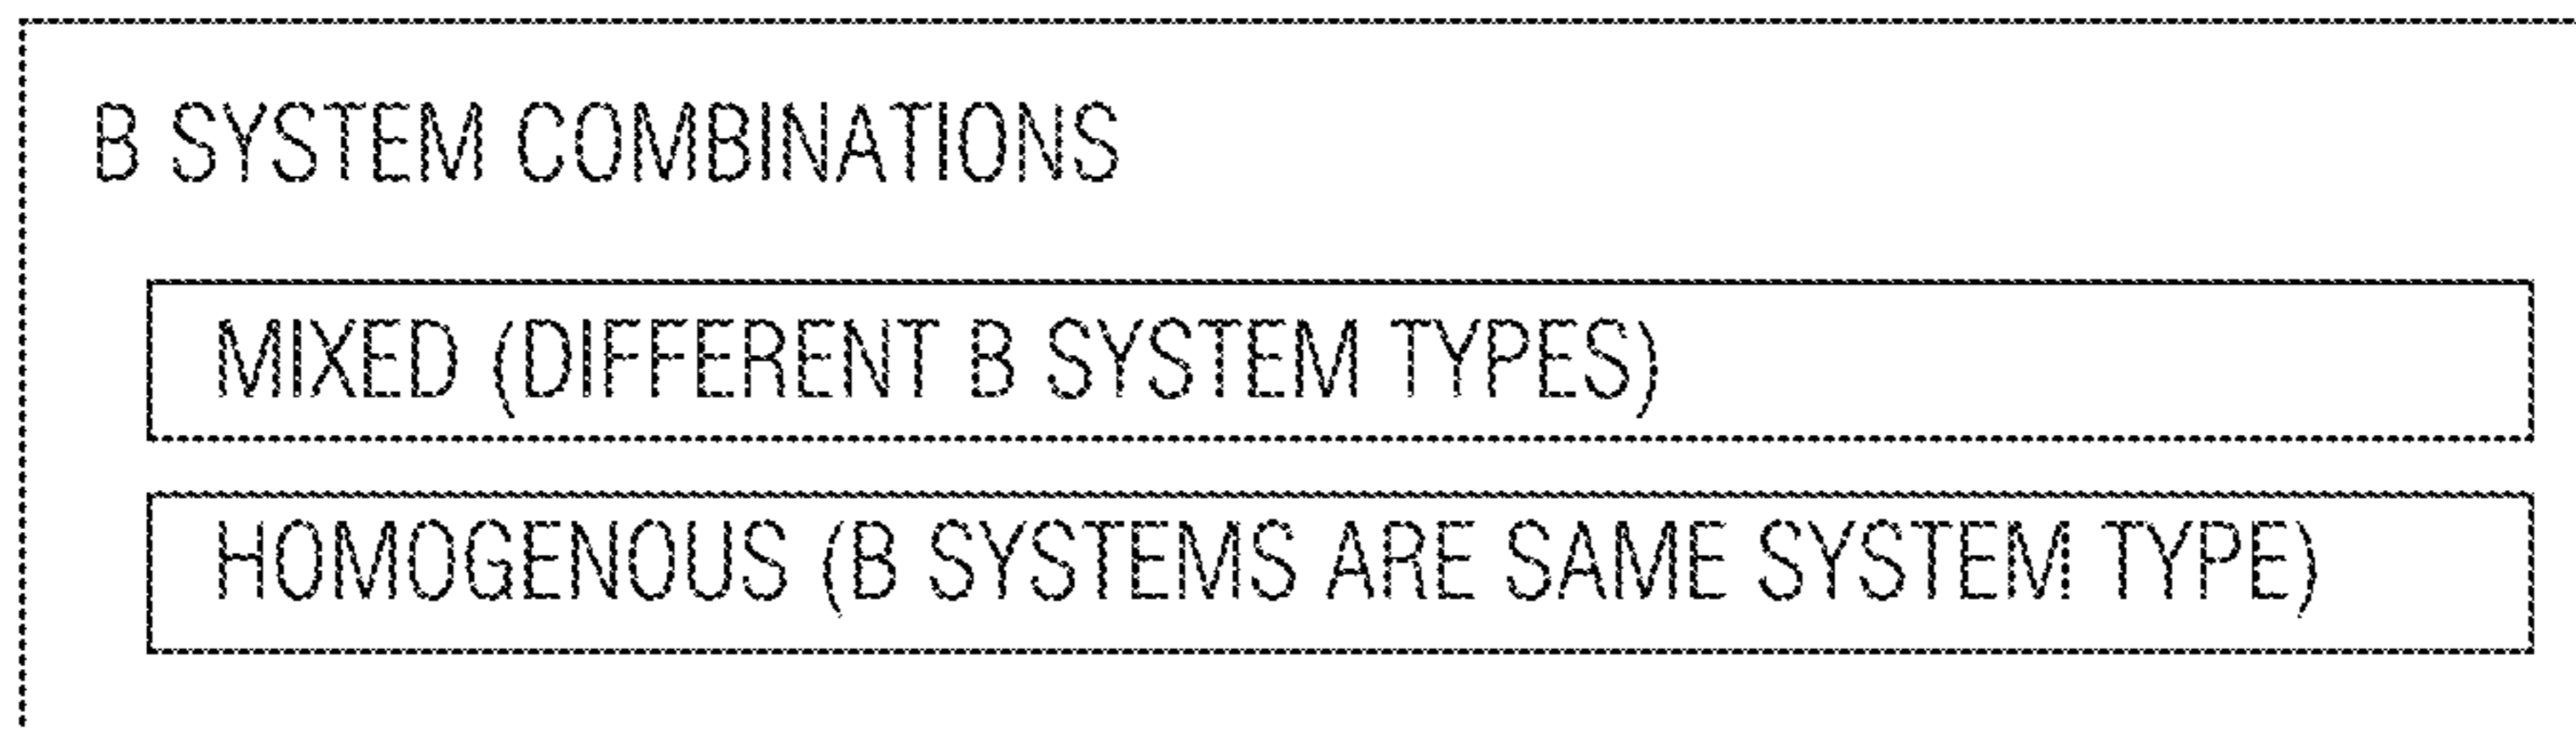 B SYSTEM COMBINATIONS
MIXED (DIFFERENT B SYSTEM TYPES)
HOMOGENOUS (B SYSTEMS ARE SAME SYSTEM TYPE)